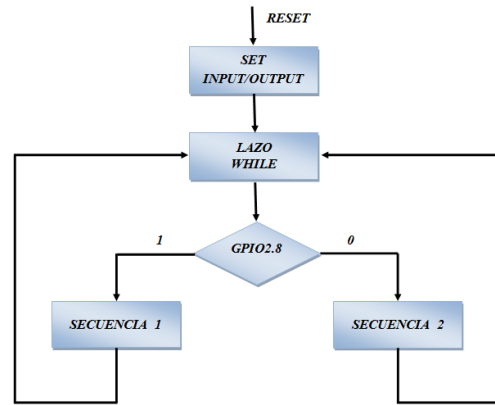 RESET
SET
INPUT/OUTPUT
LAZO
WHILE
GPIO2.8
1
0
SECUENCIA 1
SECUENCIA 2